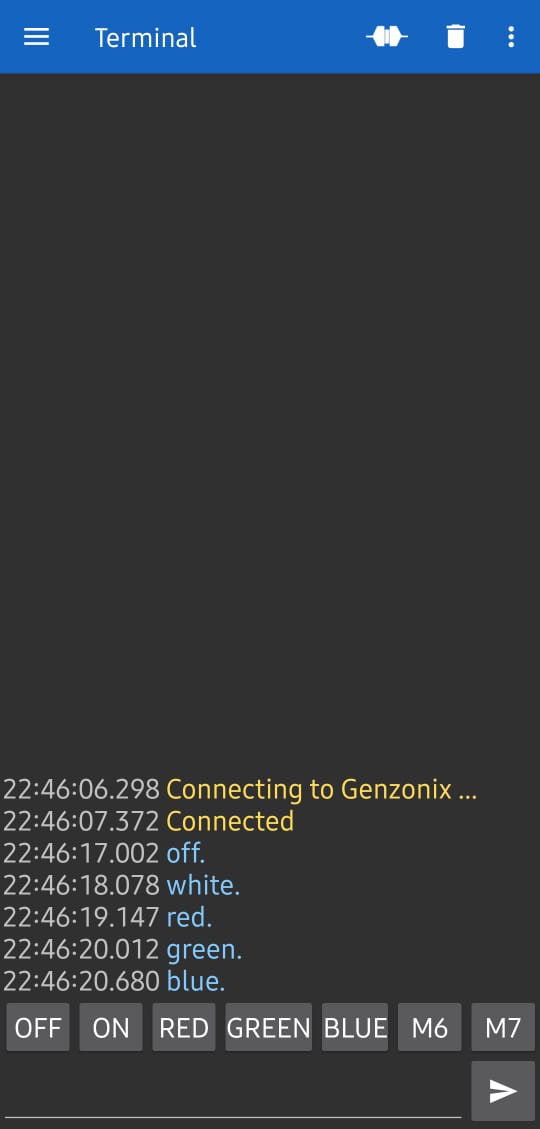 Terminal
22:46:06.298 Connecting to Genzonix ...
22:46:07.372 Connected
22:46:17.002 off.
22:46:18.078 white.
22:46:19.147 red.
22:46:20.012 green.
22:46:20.680 blue.
OFF ON RED GREEN BLUE M6 M7